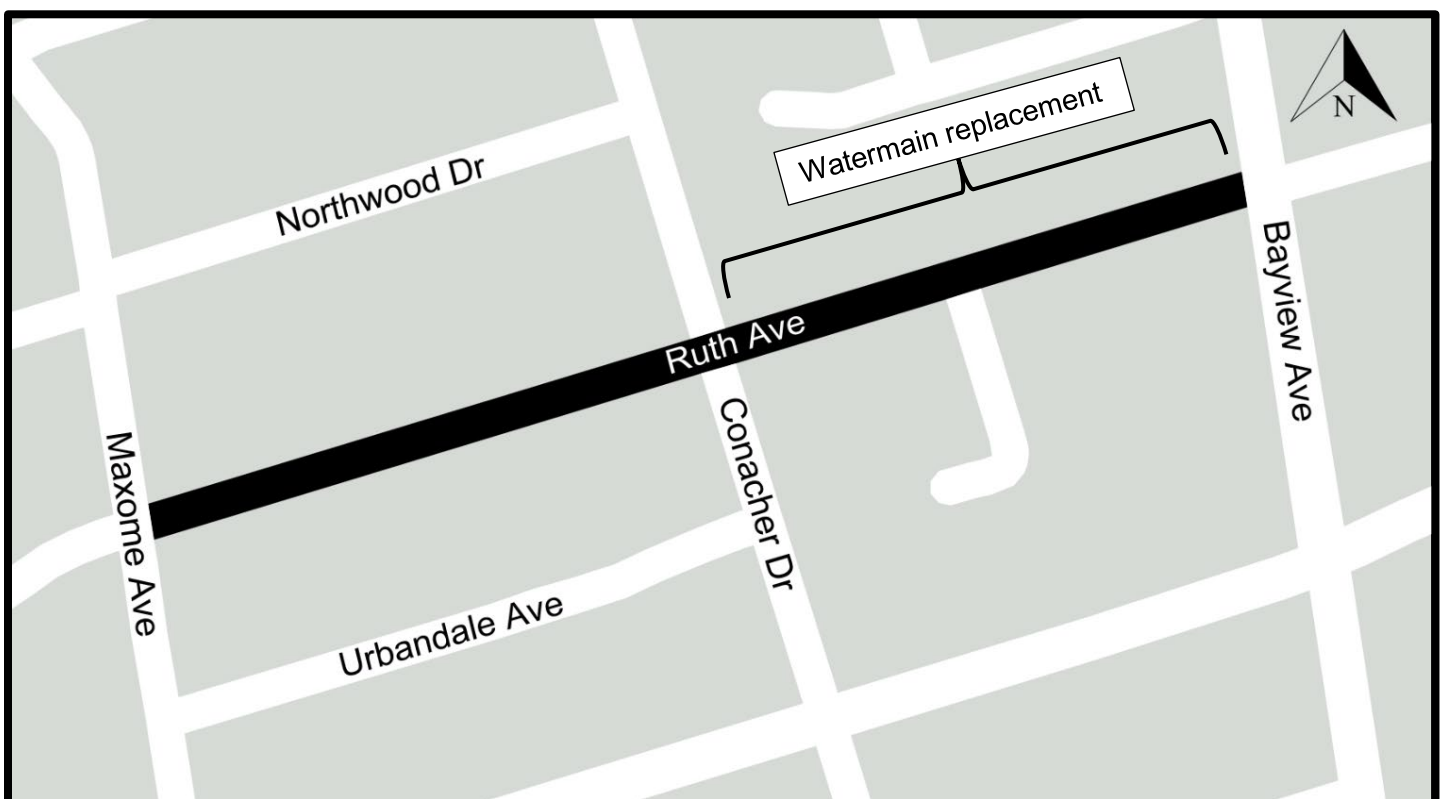 N
Watermain replacement
Northwood Dr
Bayview Ave
Ruth Ave
Conacher Dr
Maxome Ave
Urbandale Ave